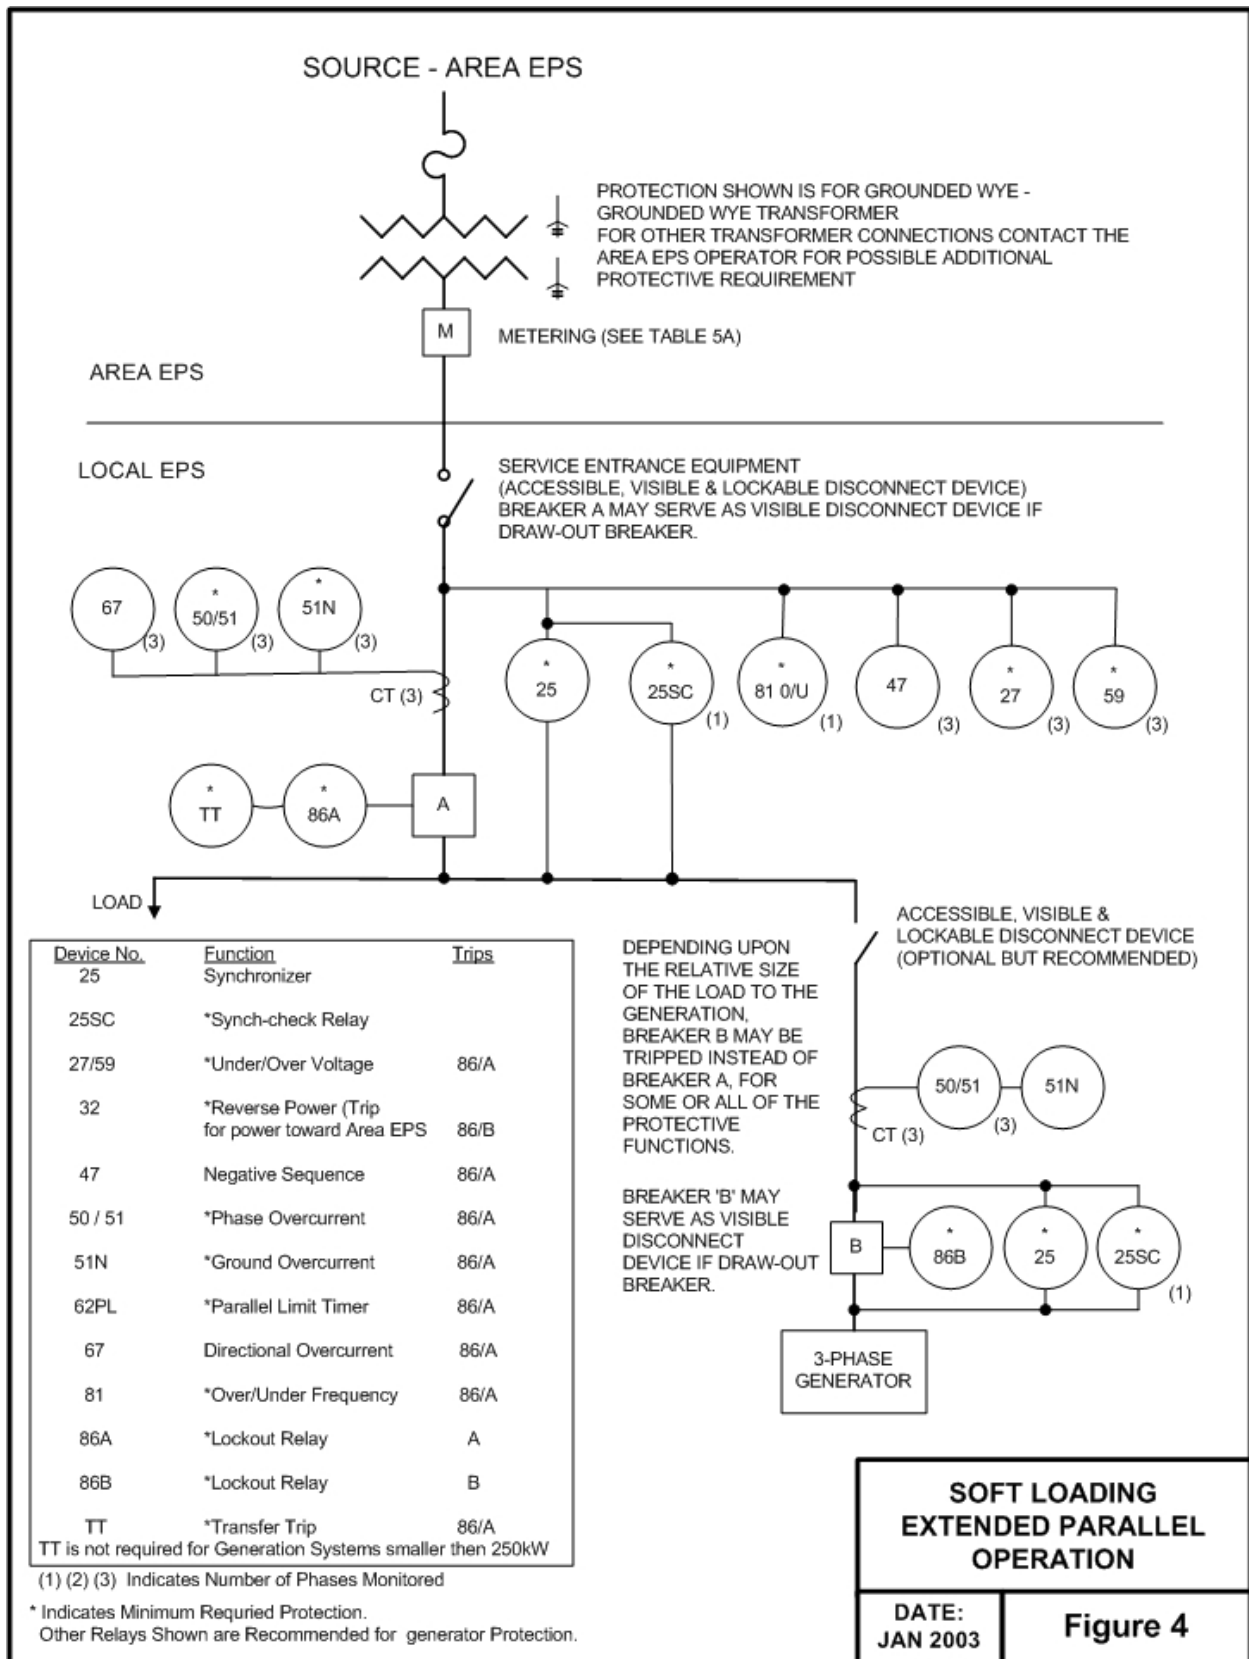 SOURCE - AREA EPS
PROTECTION SHOWN IS FOR GROUNDED WYE -
GROUNDED WYE TRANSFORMER
FOR OTHER TRANSFORMER CONNECTIONS CONTACT THE
AREA EPS OPERATOR FOR POSSIBLE ADDITIONAL
PROTECTIVE REQUIREMENT
M
METERING (SEE TABLE 5A)
AREA EPS
LOCAL EPS
SERVICE ENTRANCE EQUIPMENT
(ACCESSIBLE, VISIBLE & LOCKABLE DISCONNECT DEVICE)
BREAKER A MAY SERVE AS VISIBLE DISCONNECT DEVICE IF
DRAW-OUT BREAKER.
67
(3)
*
50/51
(3)
*
51N
(3)
CT (3)
*
25
*
25SC
(1)
*
81 0/U
(1)
47
(3)
*
27
(3)
*
59
(3)
*
TT
*
86A
A
LOAD
Device No. Function Trips
25 Synchronizer
25SC *Synch-check Relay
27/59 *Under/Over Voltage 86/A
32 *Reverse Power (Trip
for power toward Area EPS 86/B
47 Negative Sequence 86/A
50 / 51 *Phase Overcurrent 86/A
51N *Ground Overcurrent 86/A
62PL *Parallel Limit Timer 86/A
67 Directional Overcurrent 86/A
81 *Over/Under Frequency 86/A
86A *Lockout Relay A
86B *Lockout Relay B
TT *Transfer Trip 86/A
TT is not required for Generation Systems smaller then 250kW
(1) (2) (3) Indicates Number of Phases Monitored
* Indicates Minimum Requried Protection.
Other Relays Shown are Recommended for generator Protection.
DEPENDING UPON
THE RELATIVE SIZE
OF THE LOAD TO THE
GENERATION,
BREAKER B MAY BE
TRIPPED INSTEAD OF
BREAKER A, FOR
SOME OR ALL OF THE
PROTECTIVE
FUNCTIONS.
BREAKER 'B' MAY
SERVE AS VISIBLE
DISCONNECT
DEVICE IF DRAW-OUT
BREAKER.
ACCESSIBLE, VISIBLE &
LOCKABLE DISCONNECT DEVICE
(OPTIONAL BUT RECOMMENDED)
50/51
(3)
51N
CT (3)
B
*
86B
*
25
*
25SC
(1)
3-PHASE
GENERATOR
SOFT LOADING
EXTENDED PARALLEL
OPERATION
DATE:
JAN 2003
Figure 4